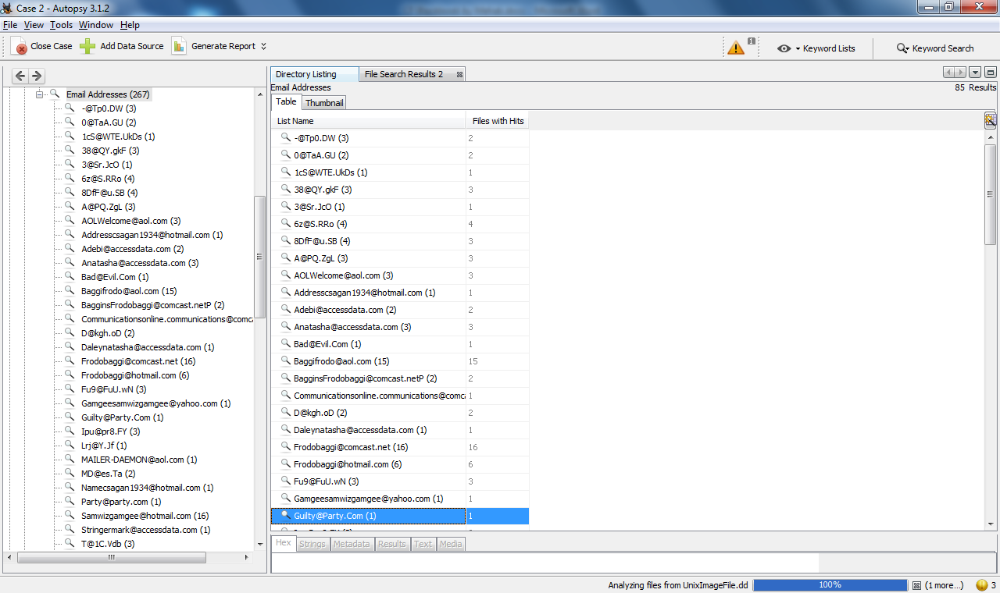 Case 2 - Autopsy 3.1.2
File View Tools Window Help
Close Case Add Data Source Generate Report 1 Keyword Lists Keyword Search
Email Addresses (267)
-@Tp0.DW (3)
0@TaA.GU (2)
1cS@WTE.UkDs (1)
38@QY.gkF (3)
3@Sr.JcO (1)
6z@S.RRo (4)
8DfF@u.SB (4)
A@PQ.ZgL (3)
AOLWelcome@aol.com (3)
Addresscsagan1934@hotmail.com (1)
Adebi@accessdata.com (2)
Anatasha@accessdata.com (3)
Bad@Evil.Com (1)
Baggifrodo@aol.com (15)
BagginsFrodobaggi@comcast.netP (2)
Communicationsonline.communications@comca
D@kgh.oD (2)
Daleynatasha@accessdata.com (1)
Frodobaggi@comcast.net (16)
Frodobaggi@hotmail.com (6)
Fu9@FuU.wN (3)
Gamgeesamwizgamgee@yahoo.com (1)
Guilty@Party.Com (1)
Ipu@pr8.FY (3)
Lrj@Y.Jf (1)
MAILER-DAEMON@aol.com (1)
MD@es.Ta (2)
Namecsagan1934@hotmail.com (1)
Party@party.com (1)
Samwizgamgee@hotmail.com (16)
Stringermark@accessdata.com (1)
T@1C.Vdb (3)
Directory Listing File Search Results 2
Email Addresses 85 Results
Table Thumbnail
List Name Files with Hits
-@Tp0.DW (3) 2
0@TaA.GU (2) 2
1cS@WTE.UkDs (1) 1
38@QY.gkF (3) 3
3@Sr.JcO (1) 1
6z@S.RRo (4) 4
8DfF@u.SB (4) 3
A@PQ.ZgL (3) 3
AOLWelcome@aol.com (3) 3
Addresscsagan1934@hotmail.com (1) 1
Adebi@accessdata.com (2) 2
Anatasha@accessdata.com (3) 3
Bad@Evil.Com (1) 1
Baggifrodo@aol.com (15) 15
BagginsFrodobaggi@comcast.netP (2) 2
Communicationsonline.communications@comc 1
D@kgh.oD (2) 2
Daleynatasha@accessdata.com (1) 1
Frodobaggi@comcast.net (16) 16
Frodobaggi@hotmail.com (6) 6
Fu9@FuU.wN (3) 3
Gamgeesamwizgamgee@yahoo.com (1) 1
Guilty@Party.Com (1) 1
Hex Strings Metadata Results Text Media
Analyzing files from UnixImageFile.dd 100% (1 more...) 3